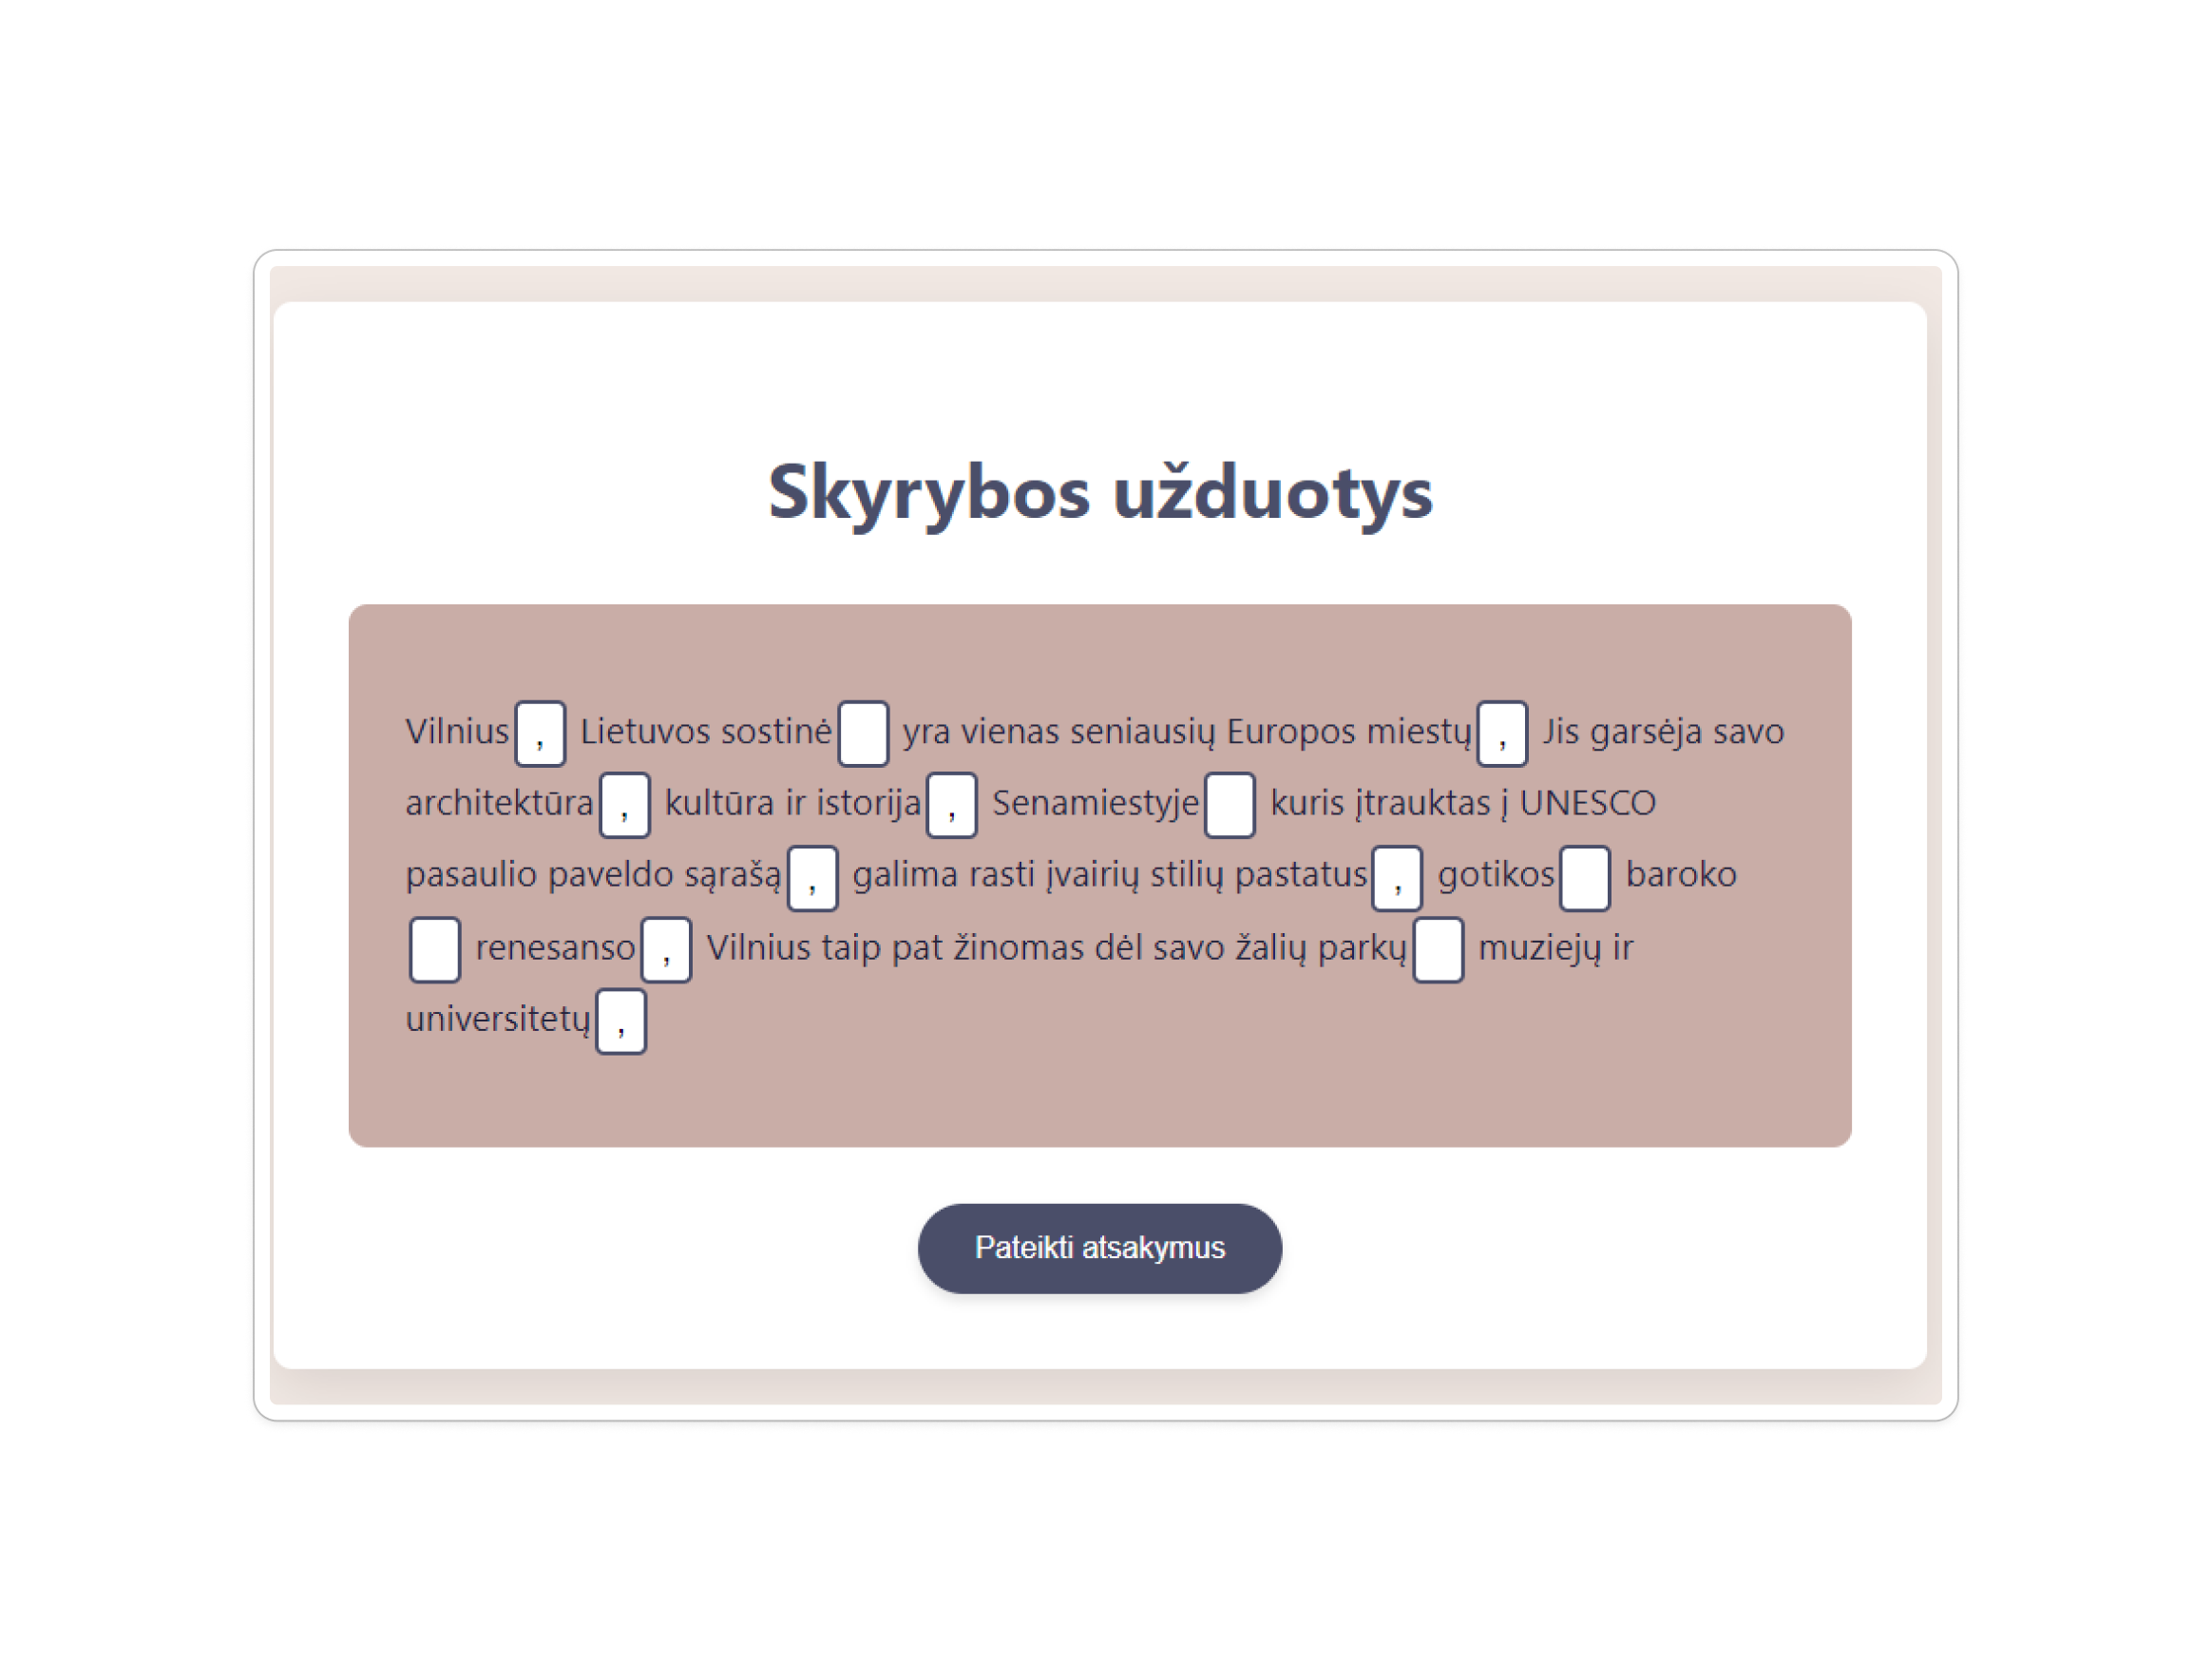 Skyrybos užduotys
Vilnius , Lietuvos sostinė yra vienas seniausių Europos miestų , Jis garsėja savo
architektūra , kultūra ir istorija , Senamiestyje kuris įtrauktas į UNESCO
pasaulio paveldo sąrašą , galima rasti įvairių stilių pastatus , gotikos baroko
renesanso , Vilnius taip pat žinomas dėl savo žalių parkų muziejų ir
universitetų ,
Pateikti atsakymus